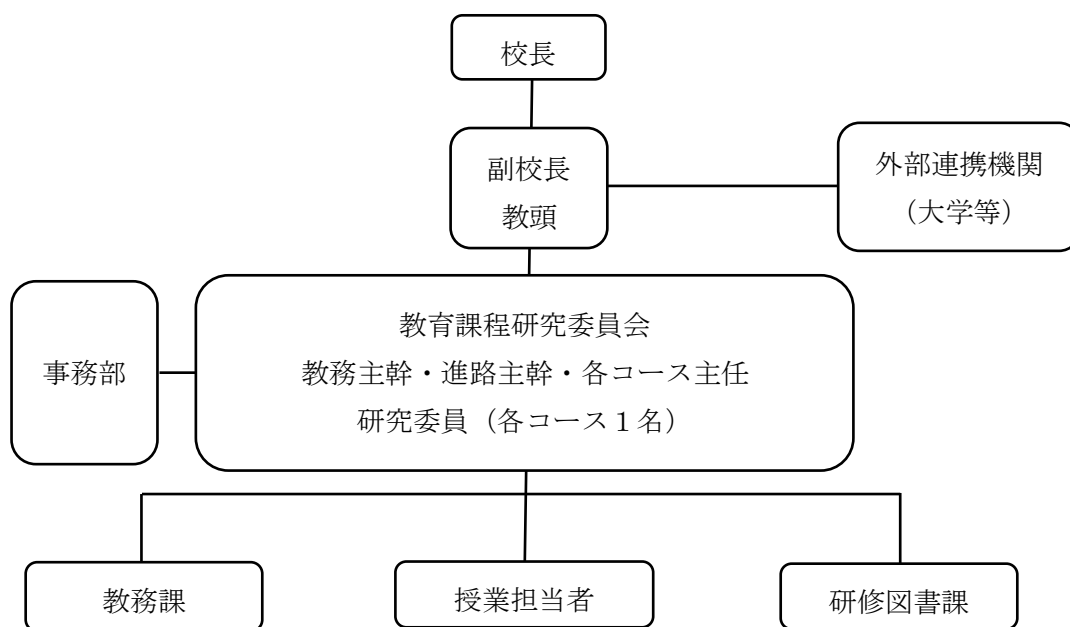 校長
副校長
教頭
外部連携機関
（大学等）
事務部
教育課程研究委員会
教務主幹・進路主幹・各コース主任
研究委員（各コース１名）
教務課
授業担当者
研修図書課